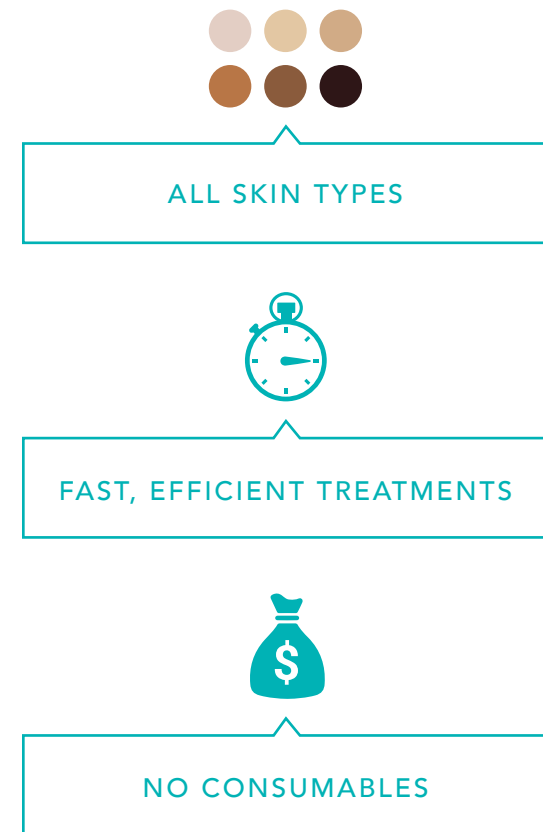 ALL SKIN TYPES
FAST, EFFICIENT TREATMENTS
$
NO CONSUMABLES